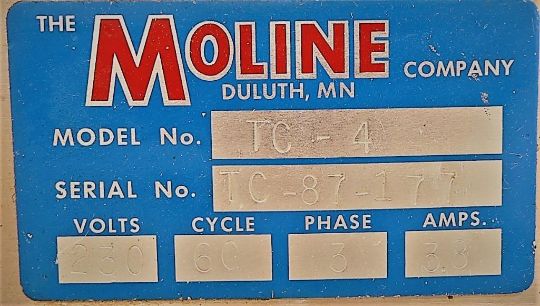 THE MOLINE COMPANY
DULUTH, MN
MODEL No. TC-4
SERIAL No. TC-87-177
VOLTS CYCLE PHASE AMPS.
230 60 3 3.3